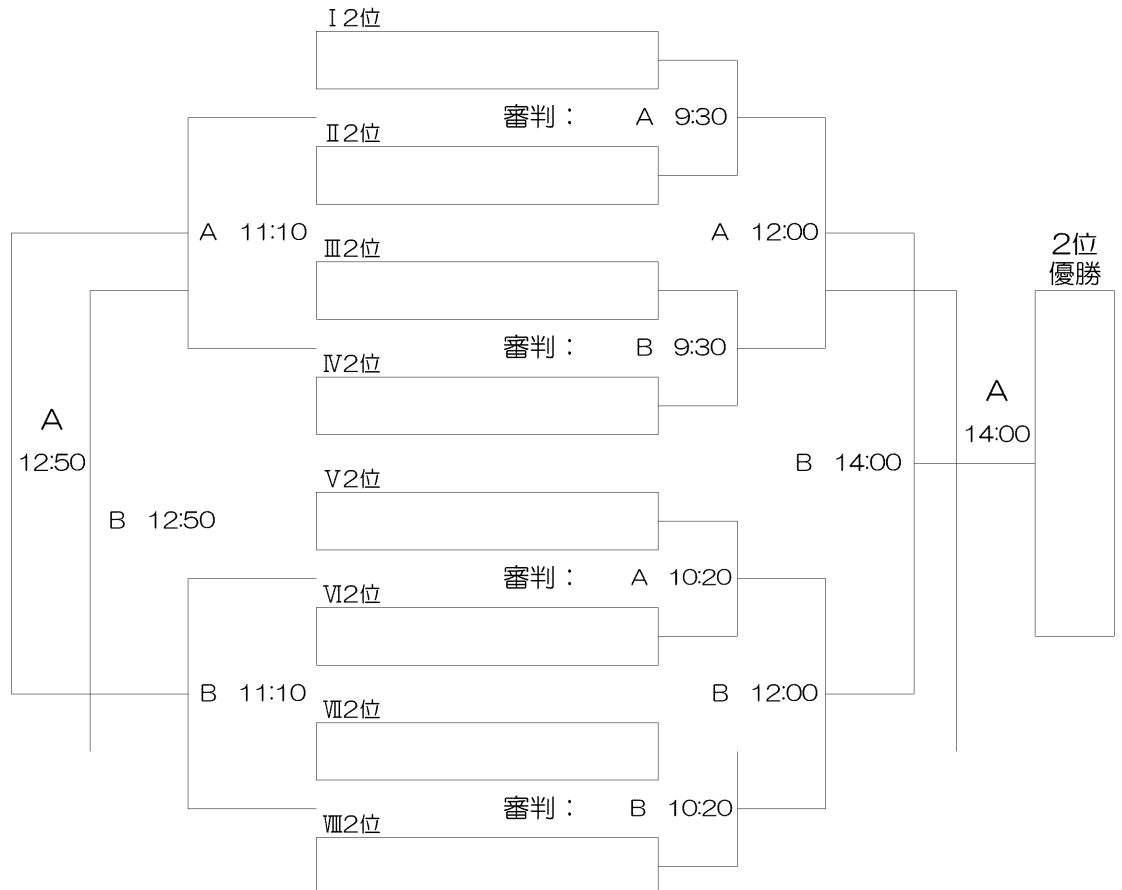 Ⅰ2位
審判： A 9:30
Ⅱ2位
A 11:10
A 12:00
Ⅲ2位
2位
優勝
審判： B 9:30
Ⅳ2位
A
12:50
A
14:00
B 14:00
Ⅴ2位
B 12:50
審判： A 10:20
Ⅵ2位
B 11:10
B 12:00
Ⅶ2位
審判： B 10:20
Ⅷ2位